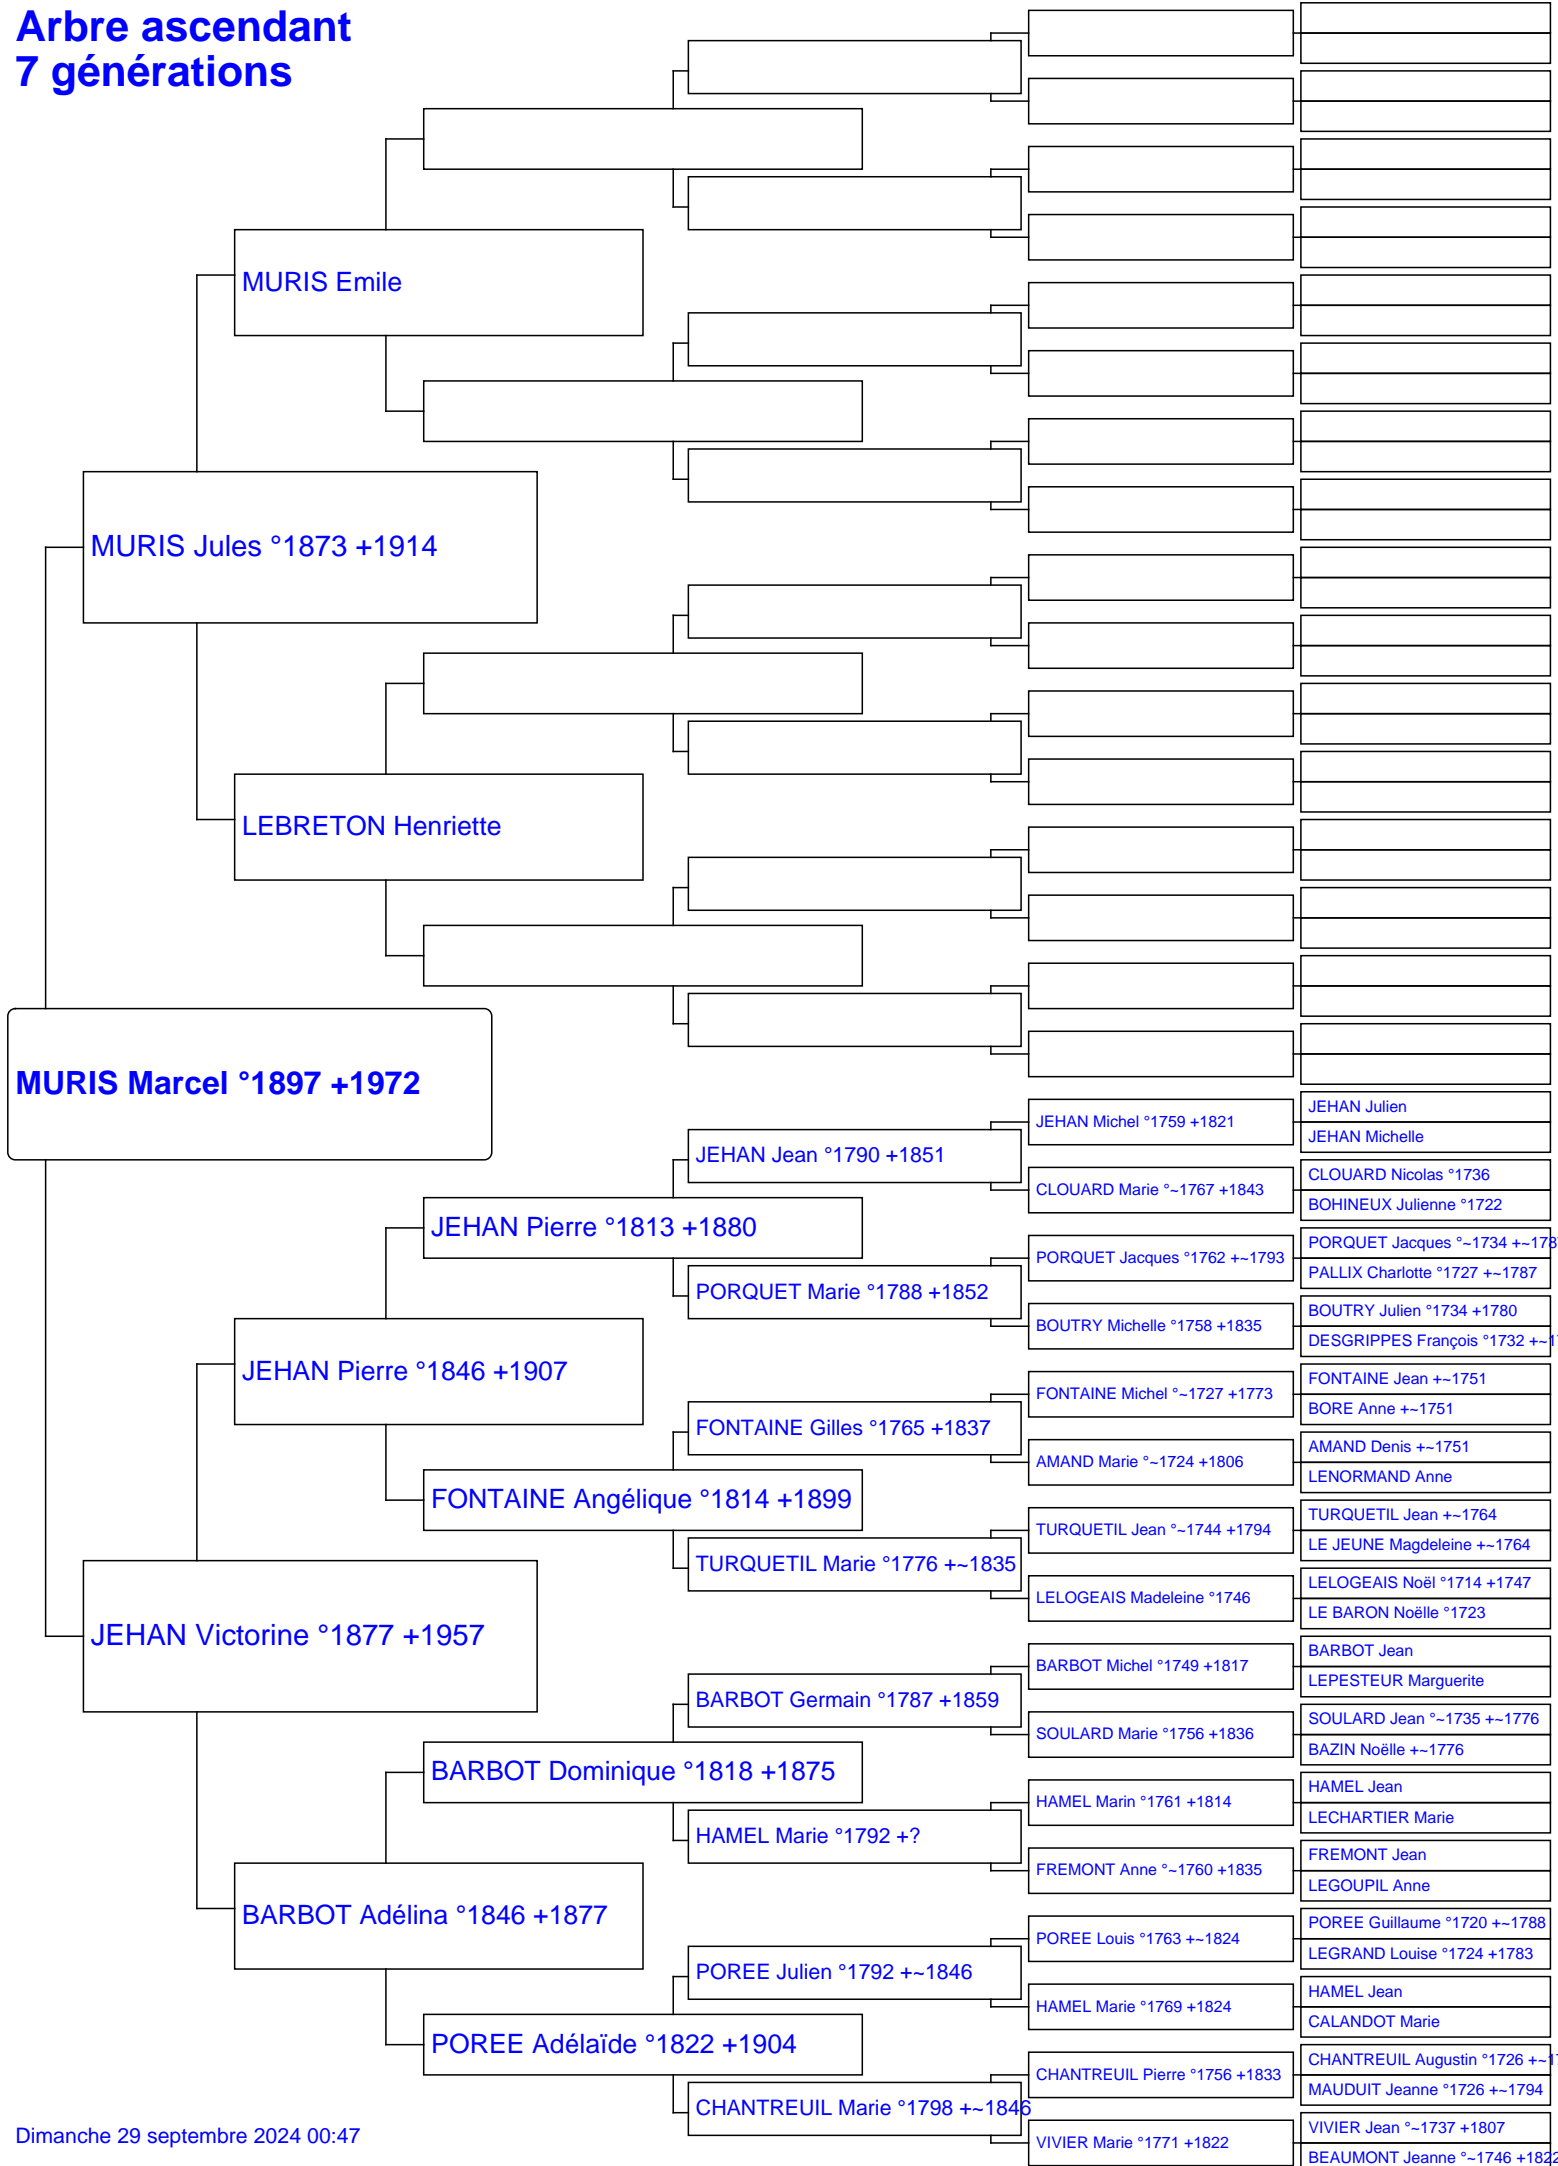 Arbre ascendant
7 générations
MURIS Emile
MURIS Jules °1873 +1914
LEBRETON Henriette
MURIS Marcel °1897 +1972
JEHAN Julien
JEHAN Michel °1759 +1821
JEHAN Michelle
JEHAN Jean °1790 +1851
CLOUARD Nicolas °1736
CLOUARD Marie °~1767 +1843
BOHINEUX Julienne °1722
JEHAN Pierre °1813 +1880
PORQUET Jacques °~1734 +~178
PORQUET Jacques °1762 +~1793
PALLIX Charlotte °1727 +~1787
PORQUET Marie °1788 +1852
BOUTRY Julien °1734 +1780
BOUTRY Michelle °1758 +1835
DESGRIPPES François °1732 +~1
JEHAN Pierre °1846 +1907
FONTAINE Jean +~1751
FONTAINE Michel °~1727 +1773
BORE Anne +~1751
FONTAINE Gilles °1765 +1837
AMAND Denis +~1751
AMAND Marie °~1724 +1806
LENORMAND Anne
FONTAINE Angélique °1814 +1899
TURQUETIL Jean +~1764
TURQUETIL Jean °~1744 +1794
LE JEUNE Magdeleine +~1764
TURQUETIL Marie °1776 +~1835
LELOGEAIS Noël °1714 +1747
LELOGEAIS Madeleine °1746
LE BARON Noëlle °1723
JEHAN Victorine °1877 +1957
BARBOT Jean
BARBOT Michel °1749 +1817
LEPESTEUR Marguerite
BARBOT Germain °1787 +1859
SOULARD Jean °~1735 +~1776
SOULARD Marie °1756 +1836
BAZIN Noëlle +~1776
BARBOT Dominique °1818 +1875
HAMEL Jean
HAMEL Marin °1761 +1814
LECHARTIER Marie
HAMEL Marie °1792 +?
FREMONT Jean
FREMONT Anne °~1760 +1835
LEGOUPIL Anne
BARBOT Adélina °1846 +1877
POREE Guillaume °1720 +~1788
POREE Louis °1763 +~1824
LEGRAND Louise °1724 +1783
POREE Julien °1792 +~1846
HAMEL Jean
HAMEL Marie °1769 +1824
CALANDOT Marie
POREE Adélaïde °1822 +1904
CHANTREUIL Augustin °1726 +~1
CHANTREUIL Pierre °1756 +1833
MAUDUIT Jeanne °1726 +~1794
CHANTREUIL Marie °1798 +~1846
VIVIER Jean °~1737 +1807
VIVIER Marie °1771 +1822
BEAUMONT Jeanne °~1746 +1822
Dimanche 29 septembre 2024 00:47